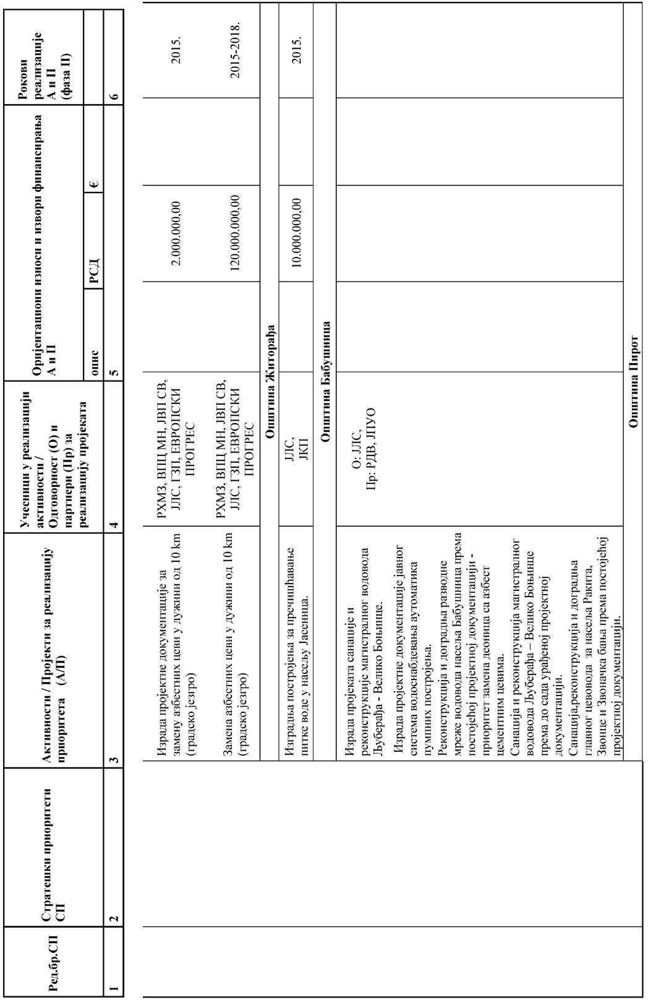 Ред.бр.СП
Стратешки приоритети
СП
Активности / Пројекти за реализацију
приоритета (А/П)
Учесници у реализацији
активности /
Одговорност (О) и
партнери (Пр) за
реализацију пројеката
Оријентациони износи и извори финансирања
А и П
опис
РСД
€
Рокови
реализације
А и П
(фаза II)
1
2
3
4
5
6
Израда пројектне документације за
замену азбестних цеви у дужини од 10 km
(градско језгро)
РХМЗ, ВПЦ МН, ЈВП СВ,
ЈЛС, ГЗП, ЕВРОПСКИ
ПРОГРЕС
2.000.000,00
2015.
Замена азбестних цеви у дужини од 10 km
(градско језгро)
РХМЗ, ВПЦ МН, ЈВП СВ,
ЈЛС, ГЗП, ЕВРОПСКИ
ПРОГРЕС
120.000.000,00
2015-2018.
Општина Житорађа
Изградња постројења за пречишћавање
питке воде у насељу Јасеница.
ЈЛС,
ЈКП
10.000.000,00
2015.
Општина Бабушница
Израда пројеката санације и
реконструкције магистралног водовода
Љуберађа - Велико Боњинце.
О: ЈЛС,
Пр: РДВ, ЈПУО
Израда пројектне документације јавног
система водоснабдевања аутоматика
пумпних постројења.
Реконструкција и доградња разводне
мреже водовода насеља Бабушница према
постојећој пројектној документацији -
приоритет замена деоница са азбест
цементним цевима.
Санација и реконструкција магистралног
водовода Љуберађа – Велико Боњинце
према до сада урађеној пројектној
документацији.
Санација,реконструкција и доградња
главног цевовода за насеља Ракита,
Звонце и Звоначка бања према постојећој
пројектној документацији.
Општина Пирот